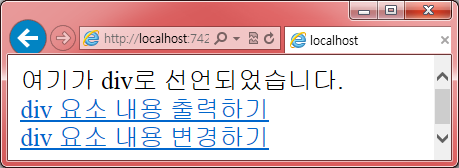 http://localhost:742
localhost
여기가 div로 선언되었습니다.
div 요소 내용 출력하기
div 요소 내용 변경하기